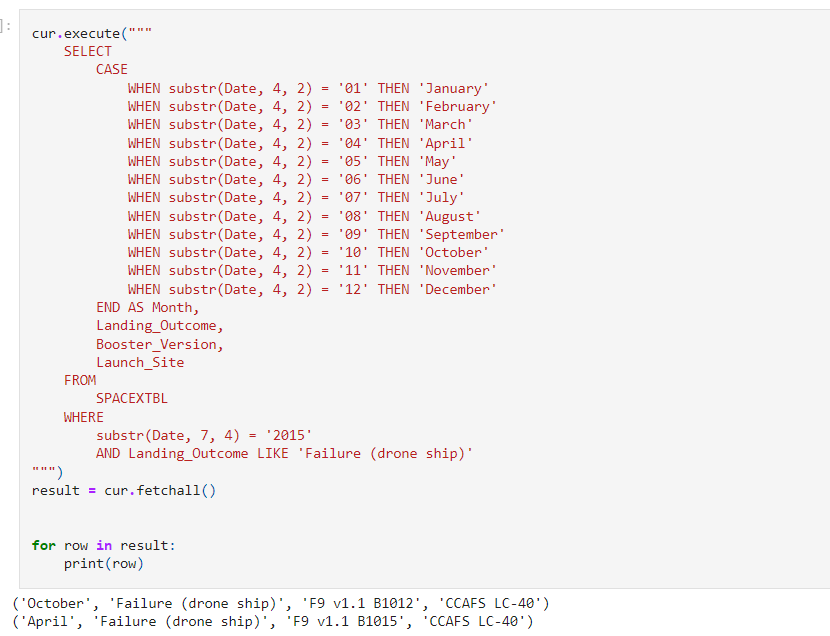 ]:
cur.execute("""
    SELECT
        CASE
            WHEN substr(Date, 4, 2) = '01' THEN 'January'
            WHEN substr(Date, 4, 2) = '02' THEN 'February'
            WHEN substr(Date, 4, 2) = '03' THEN 'March'
            WHEN substr(Date, 4, 2) = '04' THEN 'April'
            WHEN substr(Date, 4, 2) = '05' THEN 'May'
            WHEN substr(Date, 4, 2) = '06' THEN 'June'
            WHEN substr(Date, 4, 2) = '07' THEN 'July'
            WHEN substr(Date, 4, 2) = '08' THEN 'August'
            WHEN substr(Date, 4, 2) = '09' THEN 'September'
            WHEN substr(Date, 4, 2) = '10' THEN 'October'
            WHEN substr(Date, 4, 2) = '11' THEN 'November'
            WHEN substr(Date, 4, 2) = '12' THEN 'December'
        END AS Month,
        Landing_Outcome,
        Booster_Version,
        Launch_Site
    FROM
        SPACEXTBL
    WHERE
        substr(Date, 7, 4) = '2015'
        AND Landing_Outcome LIKE 'Failure (drone ship)'
""")
result = cur.fetchall()
for row in result:
    print(row)
('October', 'Failure (drone ship)', 'F9 v1.1 B1012', 'CCAFS LC-40')
('April', 'Failure (drone ship)', 'F9 v1.1 B1015', 'CCAFS LC-40')